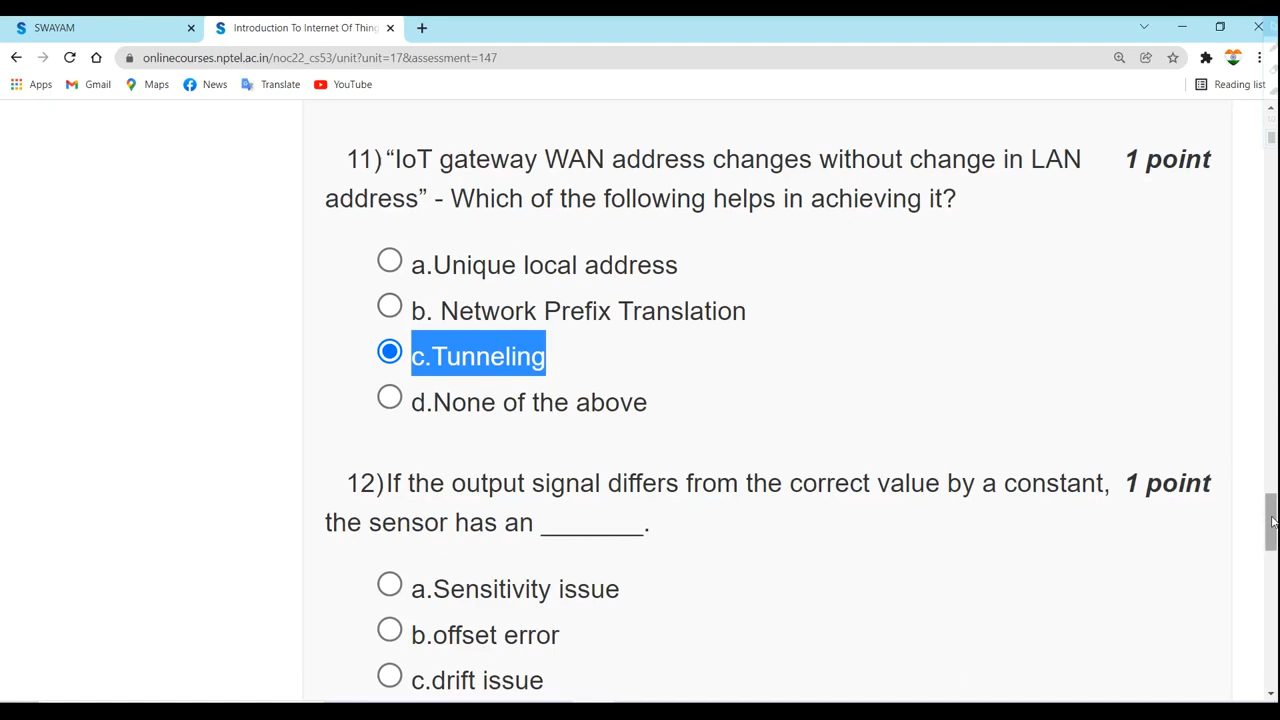 SWAYAM
Introduction To Internet Of Thing
onlinecourses.nptel.ac.in/noc22_cs53/unit?unit=17&assessment=147
Apps Gmail Maps News Translate YouTube Reading list
11) “IoT gateway WAN address changes without change in LAN 1 point
address” - Which of the following helps in achieving it?
a.Unique local address
b. Network Prefix Translation
c.Tunneling
d.None of the above
12)If the output signal differs from the correct value by a constant, 1 point
the sensor has an ________.
a.Sensitivity issue
b.offset error
c.drift issue